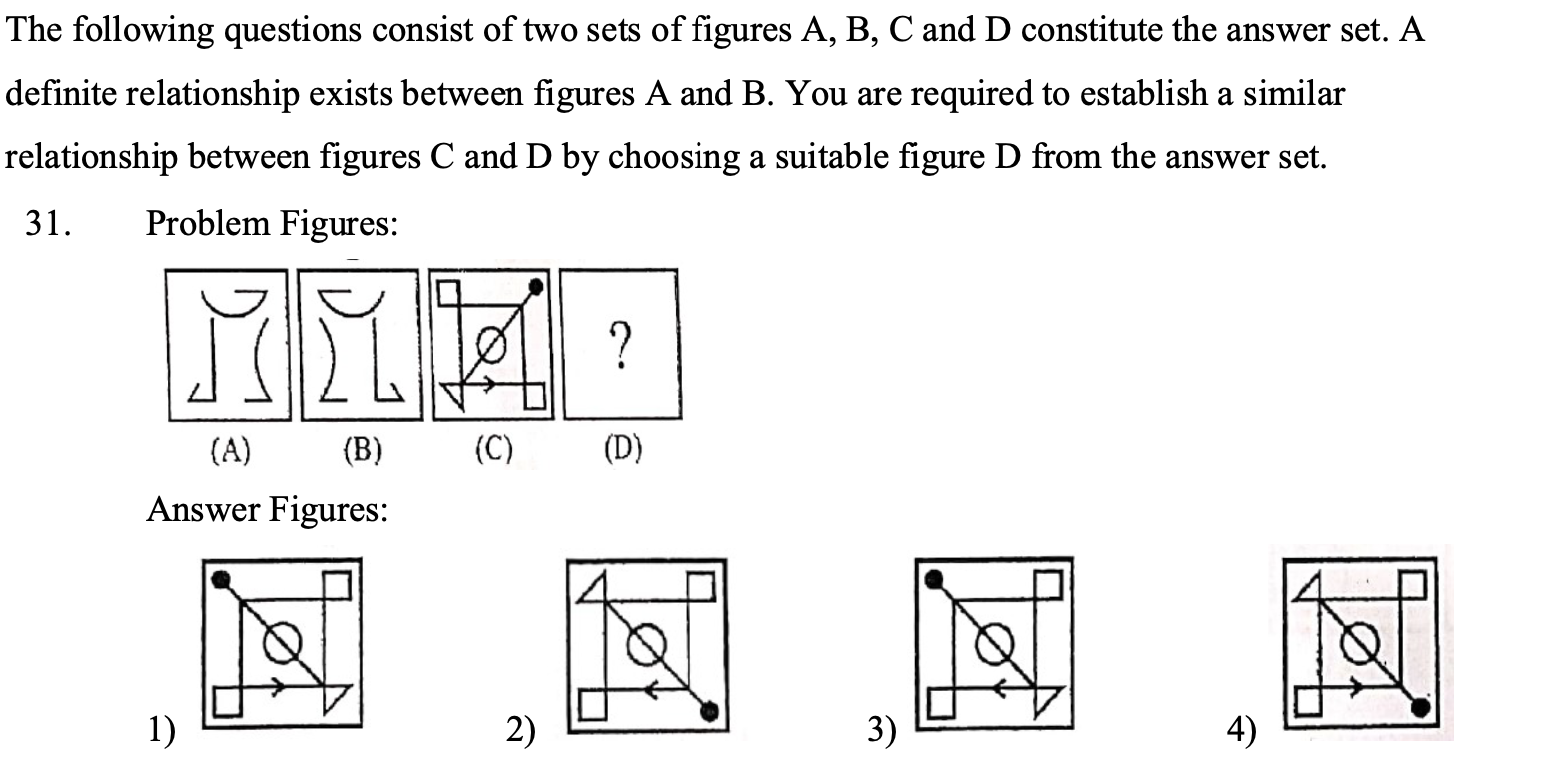 The following questions consist of two sets of figures A, B, C and D constitute the answer set. A
definite relationship exists between figures A and B. You are required to establish a similar
relationship between figures C and D by choosing a suitable figure D from the answer set.
31. Problem Figures:
?
(A) (B) (C) (D)
Answer Figures:
1) 2) 3) 4)